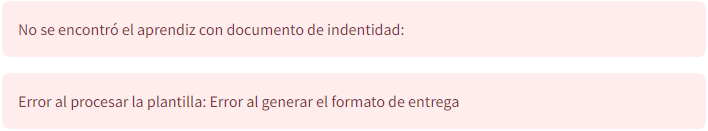 No se encontró el aprendiz con documento de indentidad:
Error al procesar la plantilla: Error al generar el formato de entrega